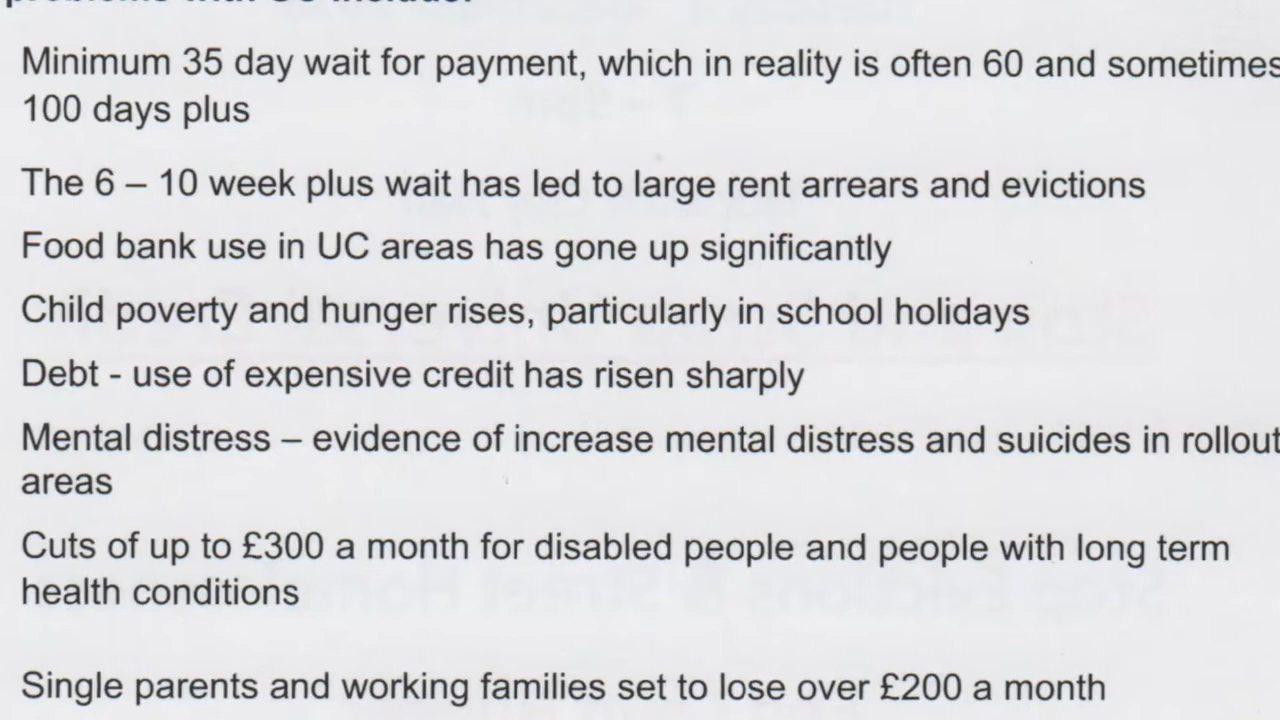 Minimum 35 day wait for payment, which in reality is often 60 and sometimes
100 days plus
The 6 – 10 week plus wait has led to large rent arrears and evictions
Food bank use in UC areas has gone up significantly
Child poverty and hunger rises, particularly in school holidays
Debt - use of expensive credit has risen sharply
Mental distress – evidence of increase mental distress and suicides in rollout
areas
Cuts of up to £300 a month for disabled people and people with long term
health conditions
Single parents and working families set to lose over £200 a month